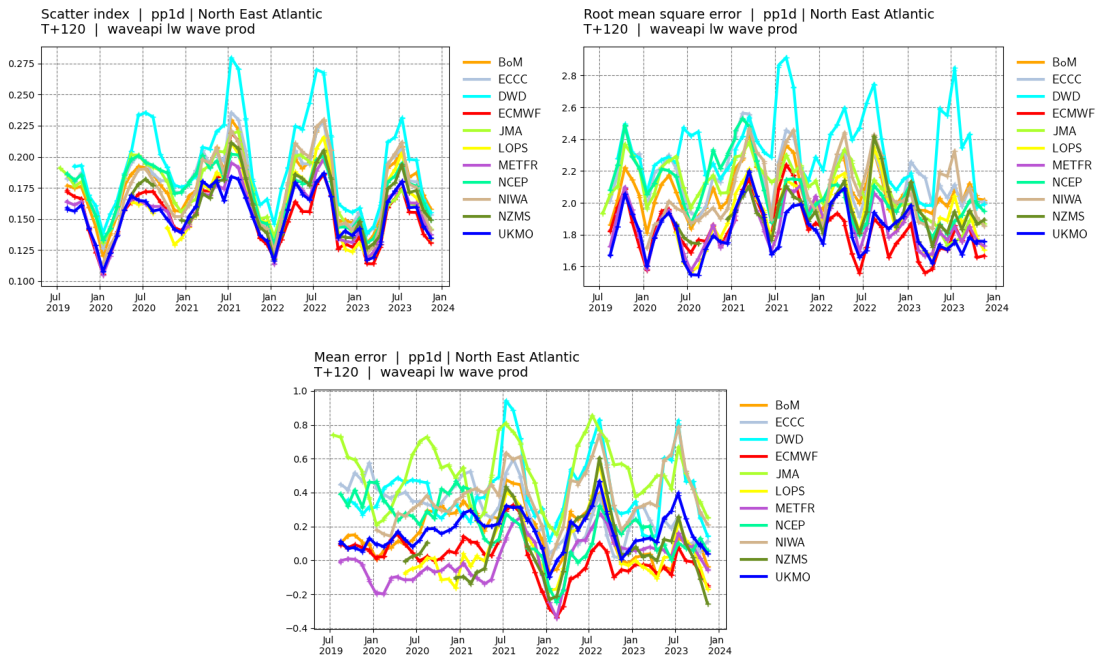 Scatter index | pp1d | North East Atlantic
T+120 | waveapi lw wave prod
0.275
0.250
0.225
0.200
0.175
0.150
0.125
0.100
Jul 2019
Jan 2020
Jul 2020
Jan 2021
Jul 2021
Jan 2022
Jul 2022
Jan 2023
Jul 2023
Jan 2024
BoM
ECCC
DWD
ECMWF
JMA
LOPS
METFR
NCEP
NIWA
NZMS
UKMO
Root mean square error | pp1d | North East Atlantic
T+120 | waveapi lw wave prod
2.8
2.6
2.4
2.2
2.0
1.8
1.6
Jul 2019
Jan 2020
Jul 2020
Jan 2021
Jul 2021
Jan 2022
Jul 2022
Jan 2023
Jul 2023
Jan 2024
BoM
ECCC
DWD
ECMWF
JMA
LOPS
METFR
NCEP
NIWA
NZMS
UKMO
Mean error | pp1d | North East Atlantic
T+120 | waveapi lw wave prod
1.0
0.8
0.6
0.4
0.2
0.0
−0.2
−0.4
Jul 2019
Jan 2020
Jul 2020
Jan 2021
Jul 2021
Jan 2022
Jul 2022
Jan 2023
Jul 2023
Jan 2024
BoM
ECCC
DWD
ECMWF
JMA
LOPS
METFR
NCEP
NIWA
NZMS
UKMO